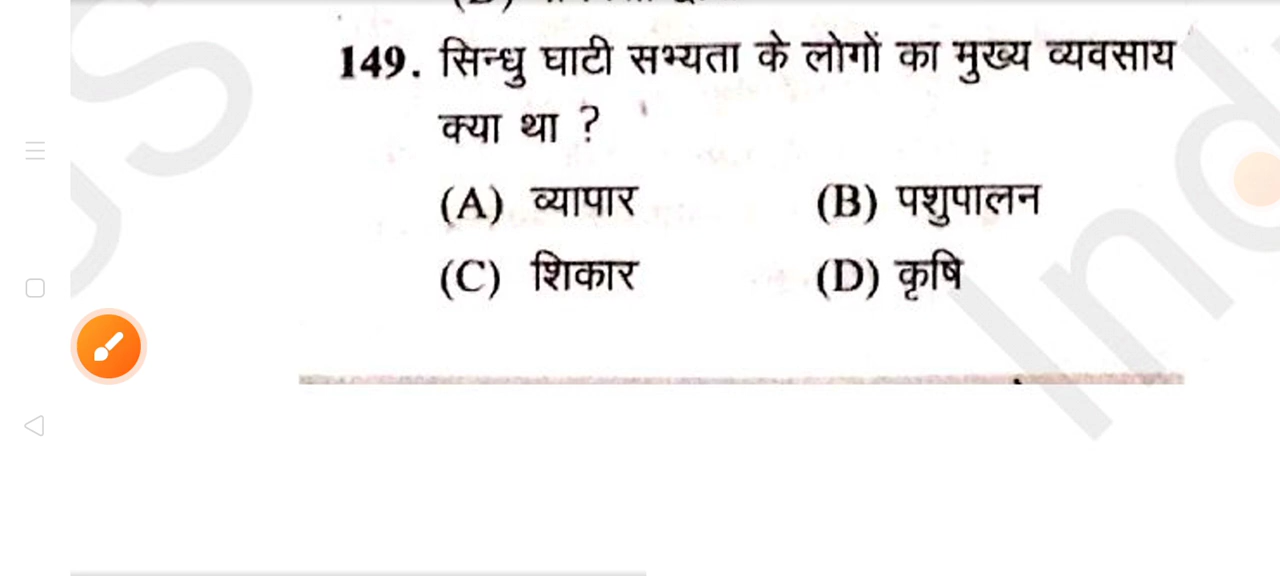 149. सिन्धु घाटी सभ्यता के लोगों का मुख्य व्यवसाय
क्या था ?
(A) व्यापार (B) पशुपालन
(C) शिकार (D) कृषि